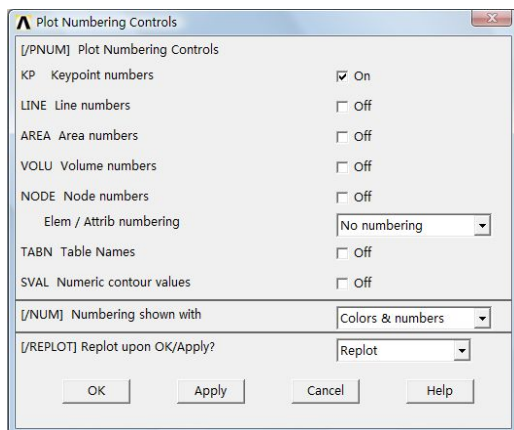 Plot Numbering Controls
[/PNUM] Plot Numbering Controls
KP Keypoint numbers On
LINE Line numbers Off
AREA Area numbers Off
VOLU Volume numbers Off
NODE Node numbers Off
Elem / Attrib numbering No numbering
TABN Table Names Off
SVAL Numeric contour values Off
[/NUM] Numbering shown with Colors & numbers
[/REPLOT] Replot upon OK/Apply? Replot
OK Apply Cancel Help